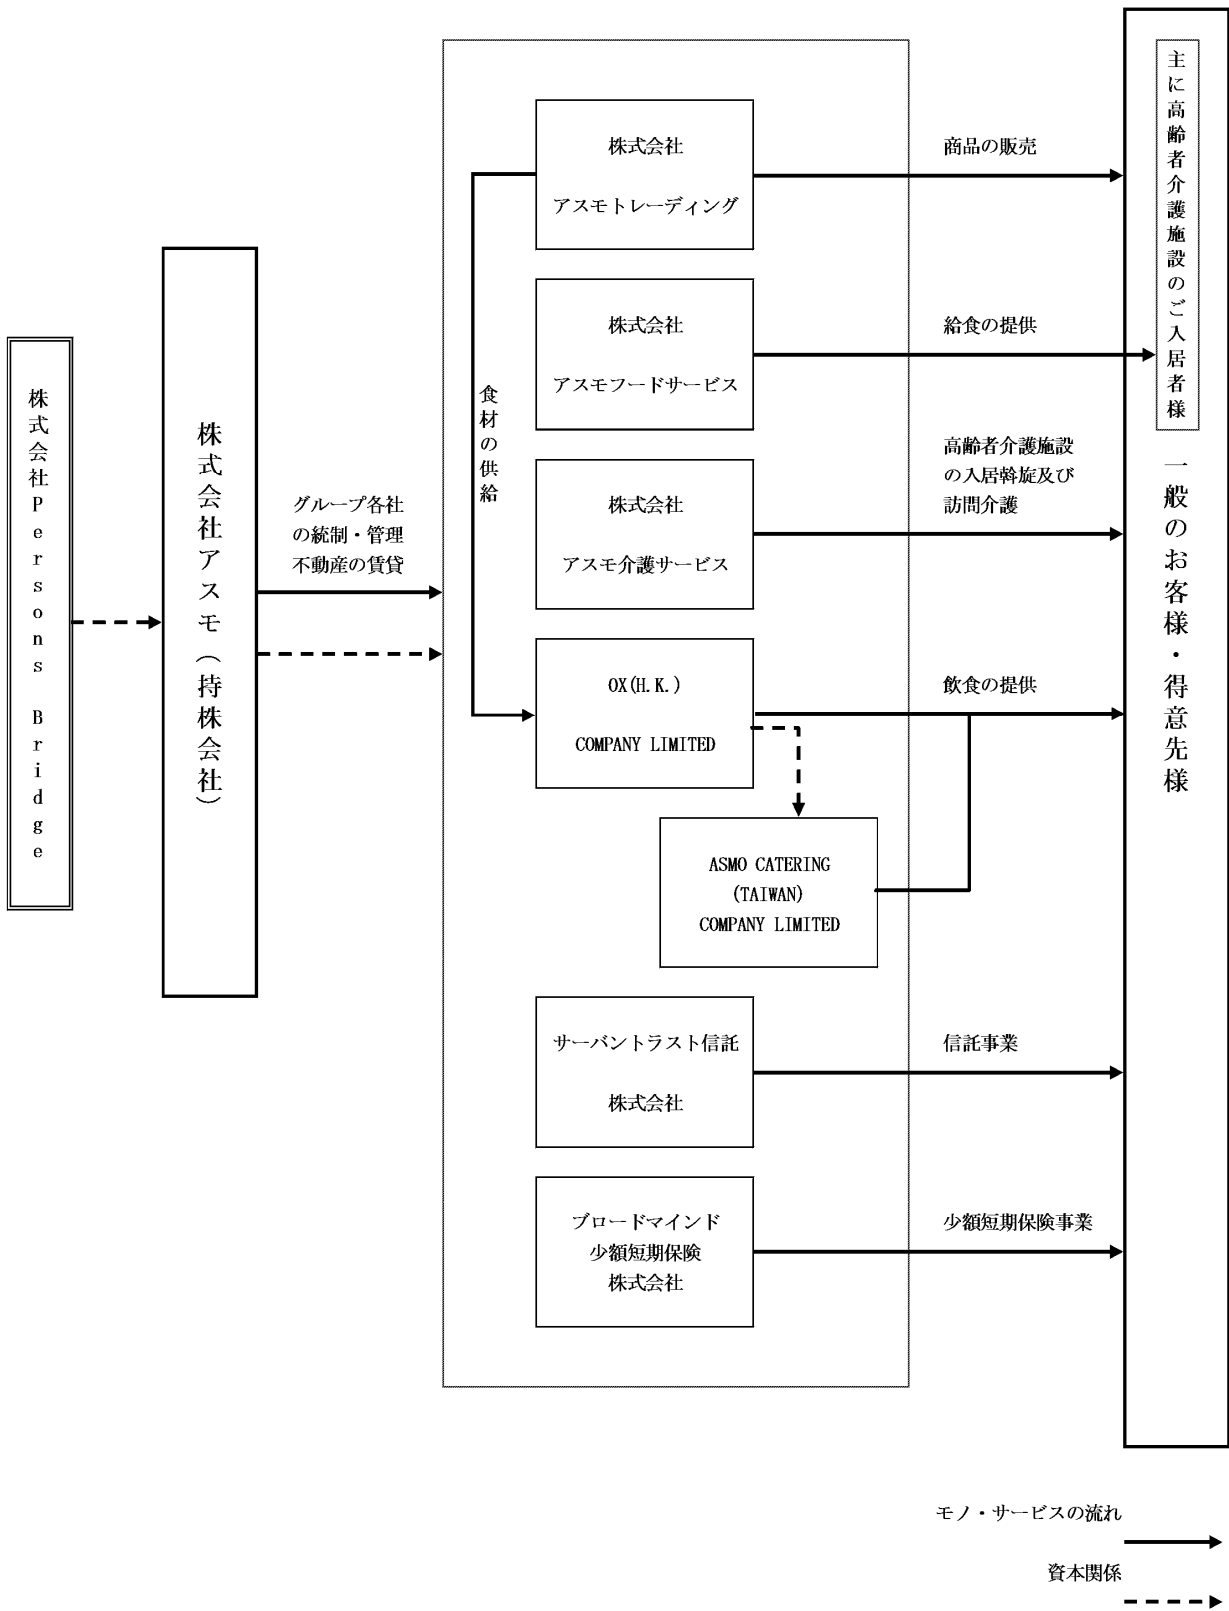 株式会社Persons Bridge
株式会社アスモ(持株会社)
グループ各社
の統制・管理
不動産の賃貸
食材の供給
株式会社
アスモトレーディング
商品の販売
株式会社
アスモフードサービス
給食の提供
株式会社
アスモ介護サービス
高齢者介護施設
の入居斡旋及び
訪問介護
OX(H.K.)
COMPANY LIMITED
飲食の提供
ASMO CATERING
(TAIWAN)
COMPANY LIMITED
サーバントラスト信託
株式会社
信託事業
ブロードマインド
少額短期保険
株式会社
少額短期保険事業
主に高齢者介護施設のご入居者様
一般のお客様・得意先様
モノ・サービスの流れ
資本関係